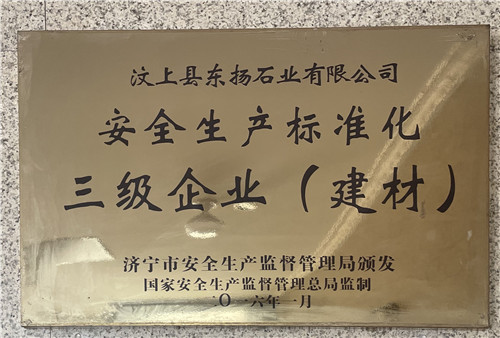 汶上县东扬石业有限公司
安全生产标准化
三级企业（建材）
济宁市安全生产监督管理局颁发
国家安全生产监督管理总局监制
二〇一六年一月